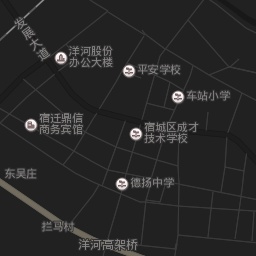 发展大道
洋河股份
办公大楼
平安学校
车站小学
宿迁鼎信
商务宾馆
宿城区成才
技术学校
东吴庄
德扬中学
拦马村
洋河高架桥